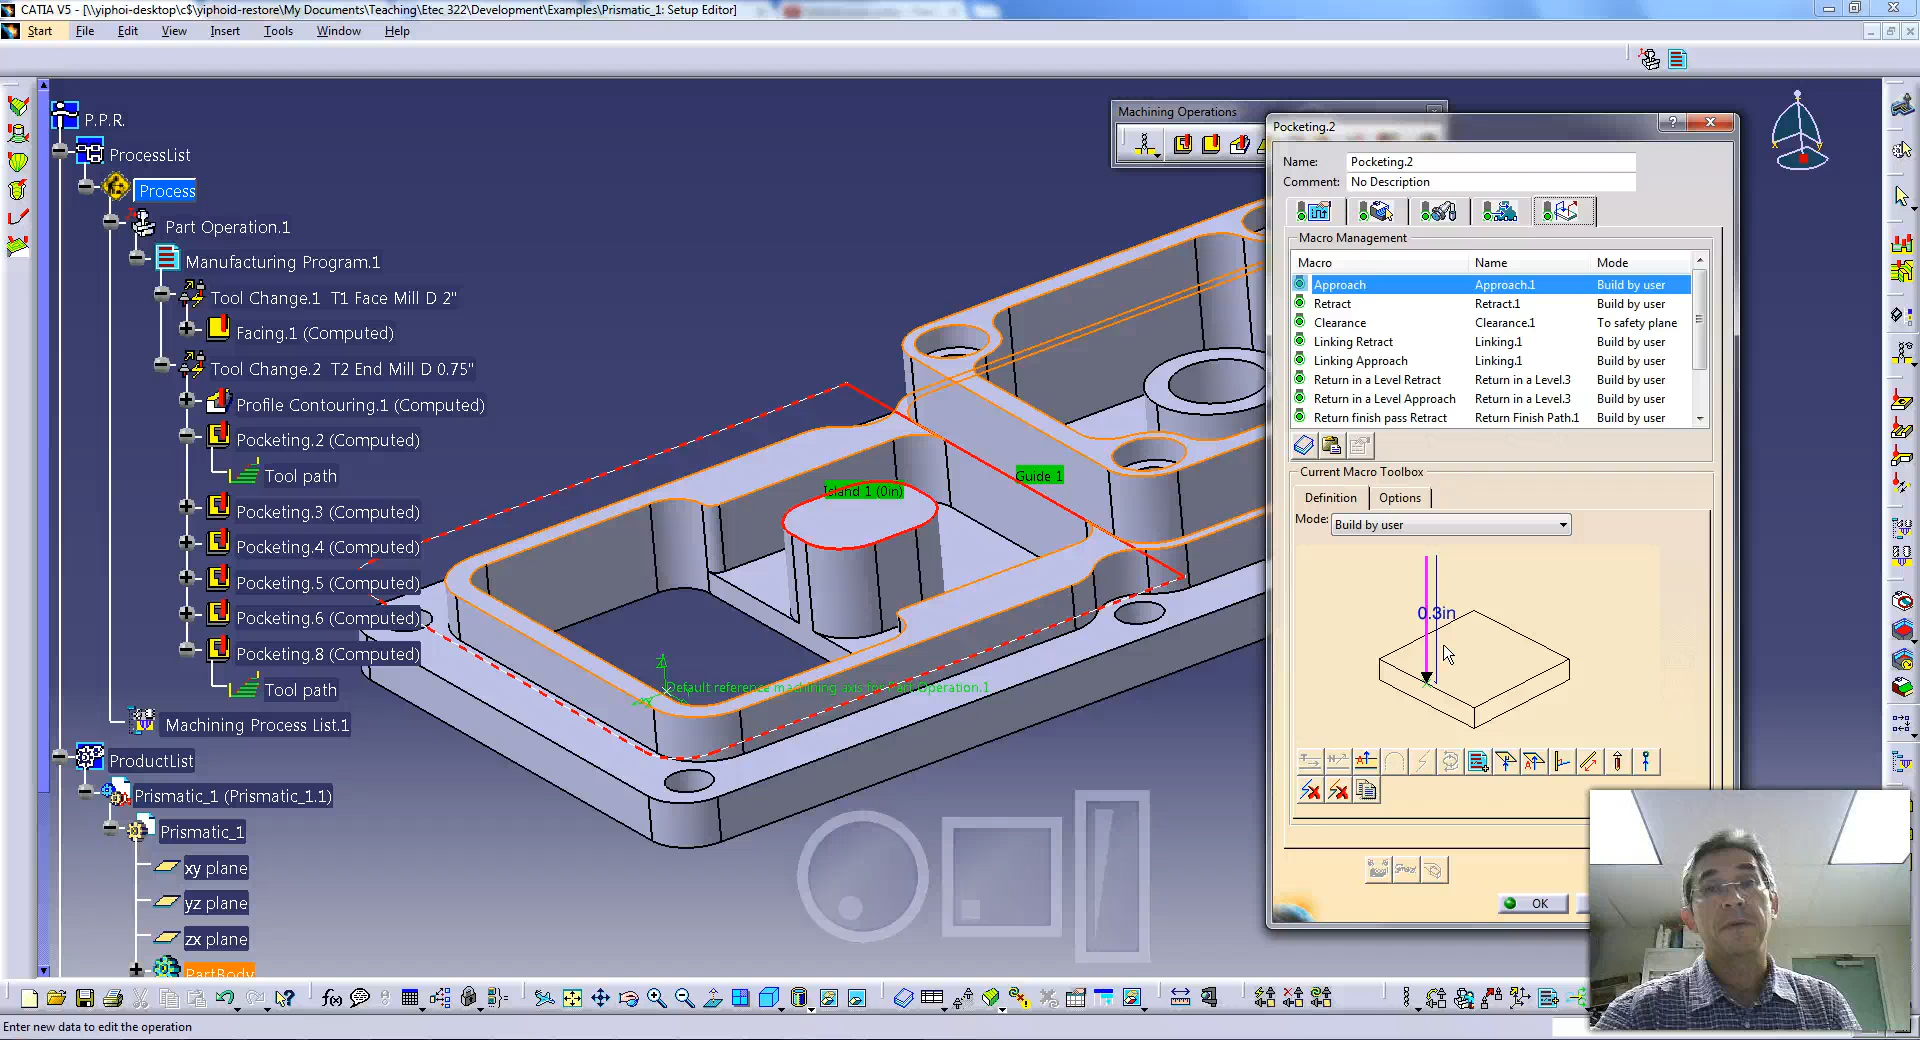 CATIA V5 - [\\yiphoi-desktop\c$\yiphoid-restore\My Documents\Teaching\Etec 322\Development\Examples\Prismatic_1: Setup Editor]
Start File Edit View Insert Tools Window Help
P.P.R.
ProcessList
Process
Part Operation.1
Manufacturing Program.1
Tool Change.1 T1 Face Mill D 2"
Facing.1 (Computed)
Tool Change.2 T2 End Mill D 0.75"
Profile Contouring.1 (Computed)
Pocketing.2 (Computed)
Tool path
Pocketing.3 (Computed)
Pocketing.4 (Computed)
Pocketing.5 (Computed)
Pocketing.6 (Computed)
Pocketing.8 (Computed)
Tool path
Machining Process List.1
ProductList
Prismatic_1 (Prismatic_1.1)
Prismatic_1
xy plane
yz plane
zx plane
PartBody
Island 1 (0in)
Guide 1
Z
Default reference machining axis for Part Operation.1
Machining Operations
Pocketing.2
Name: Pocketing.2
Comment: No Description
Macro Management
Macro Name Mode
Approach Approach.1 Build by user
Retract Retract.1 Build by user
Clearance Clearance.1 To safety plane
Linking Retract Linking.1 Build by user
Linking Approach Linking.1 Build by user
Return in a Level Retract Return in a Level.3 Build by user
Return in a Level Approach Return in a Level.3 Build by user
Return finish pass Retract Return Finish Path.1 Build by user
Current Macro Toolbox
Definition Options
Mode: Build by user
0.3in
OK
Enter new data to edit the operation